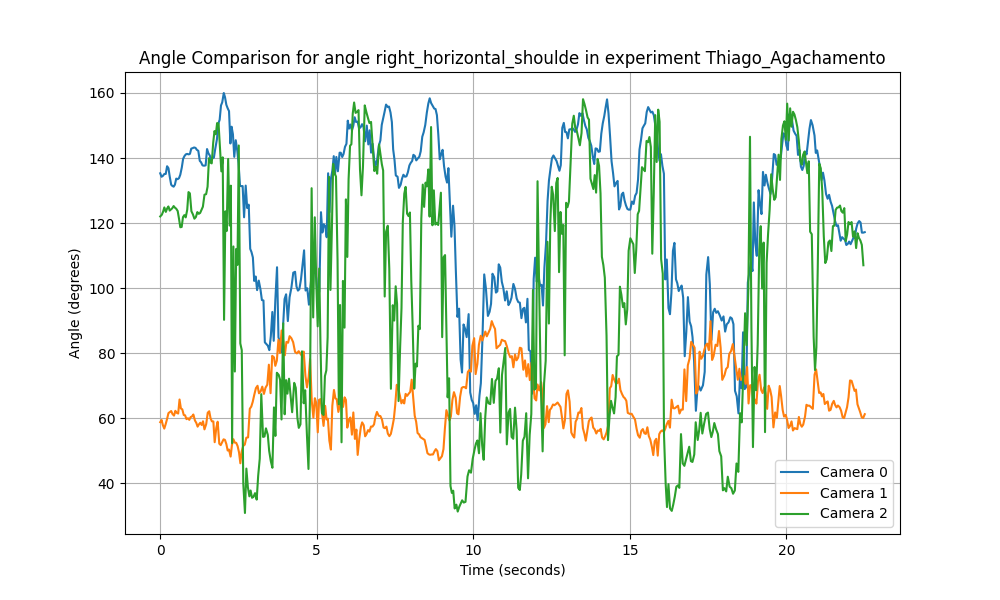 Angle Comparison for angle right_horizontal_shoulde in experiment Thiago_Agachamento
160
140
120
100
80
60
40
Angle (degrees)
0
5
10
15
20
Time (seconds)
Camera 0
Camera 1
Camera 2